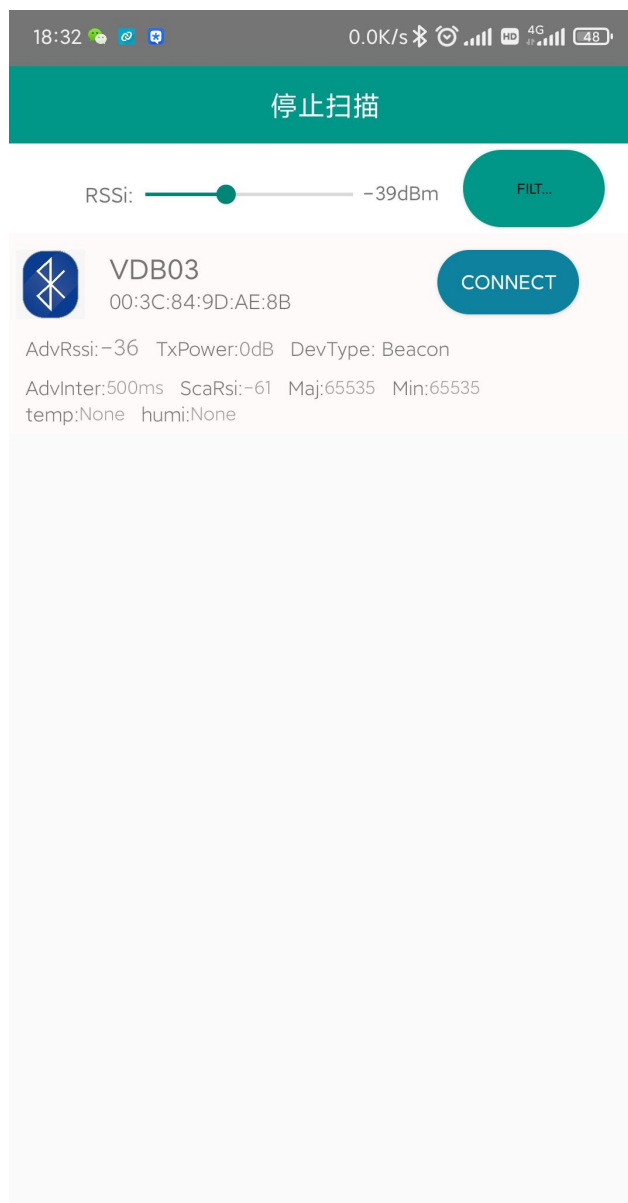 18:32 0.0K/s HD 4G 48
停止扫描
RSSi: -39dBm FILT...
VDB03
00:3C:84:9D:AE:8B
CONNECT
AdvRssi:-36 TxPower:0dB DevType: Beacon
AdvInter:500ms ScaRsi:-61 Maj:65535 Min:65535
temp:None humi:None